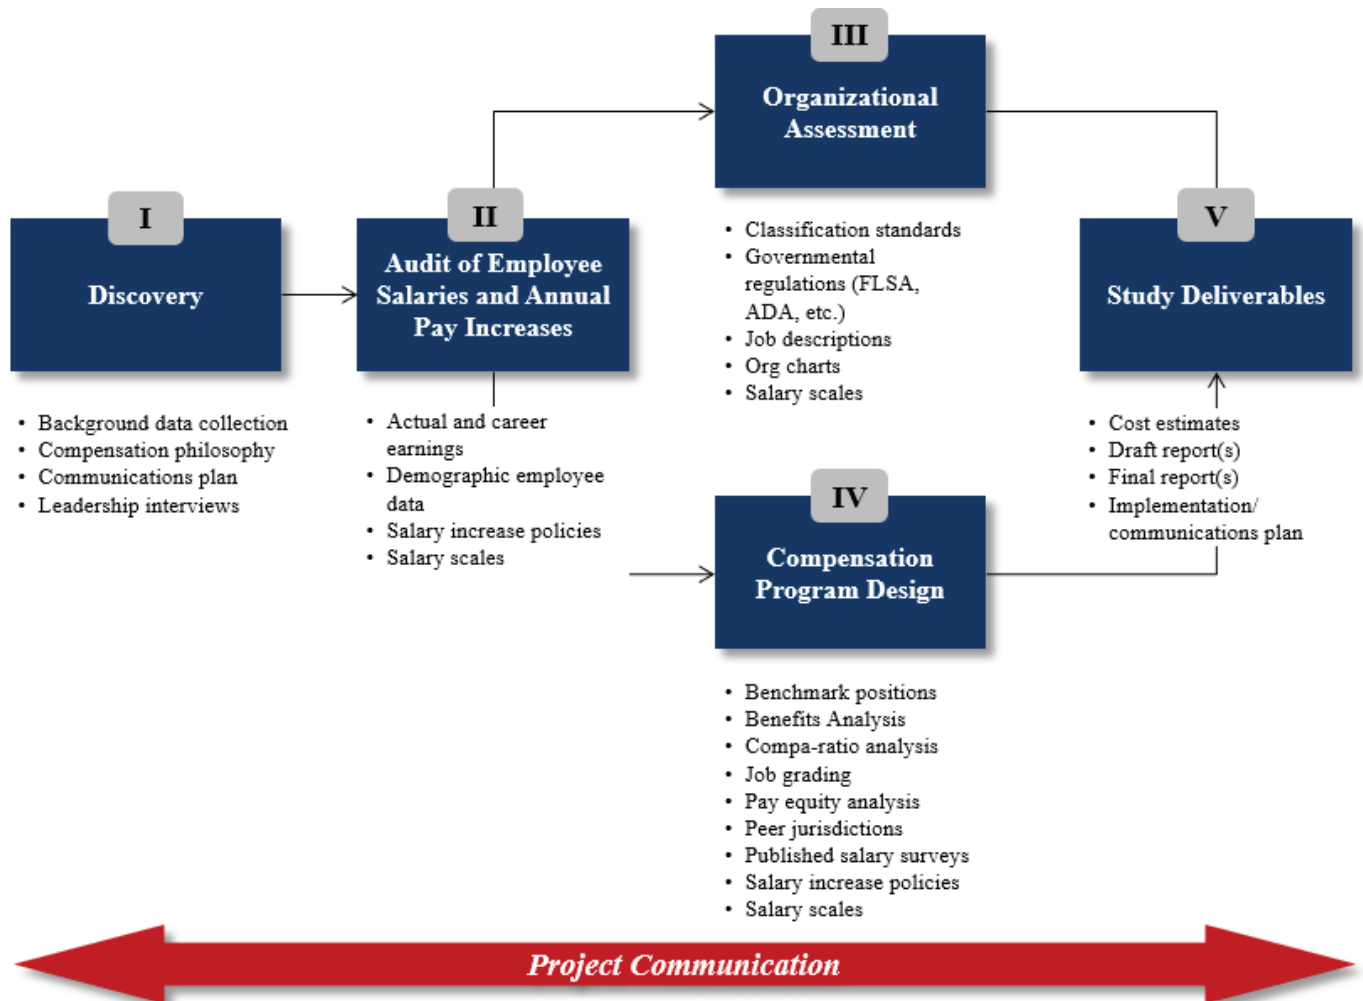 I
Discovery
• Background data collection
• Compensation philosophy
• Communications plan
• Leadership interviews
II
Audit of Employee
Salaries and Annual
Pay Increases
• Actual and career
earnings
• Demographic employee
data
• Salary increase policies
• Salary scales
III
Organizational
Assessment
• Classification standards
• Governmental
regulations (FLSA,
ADA, etc.)
• Job descriptions
• Org charts
• Salary scales
IV
Compensation
Program Design
• Benchmark positions
• Benefits Analysis
• Compa-ratio analysis
• Job grading
• Pay equity analysis
• Peer jurisdictions
• Published salary surveys
• Salary increase policies
• Salary scales
V
Study Deliverables
• Cost estimates
• Draft report(s)
• Final report(s)
• Implementation/
communications plan
Project Communication